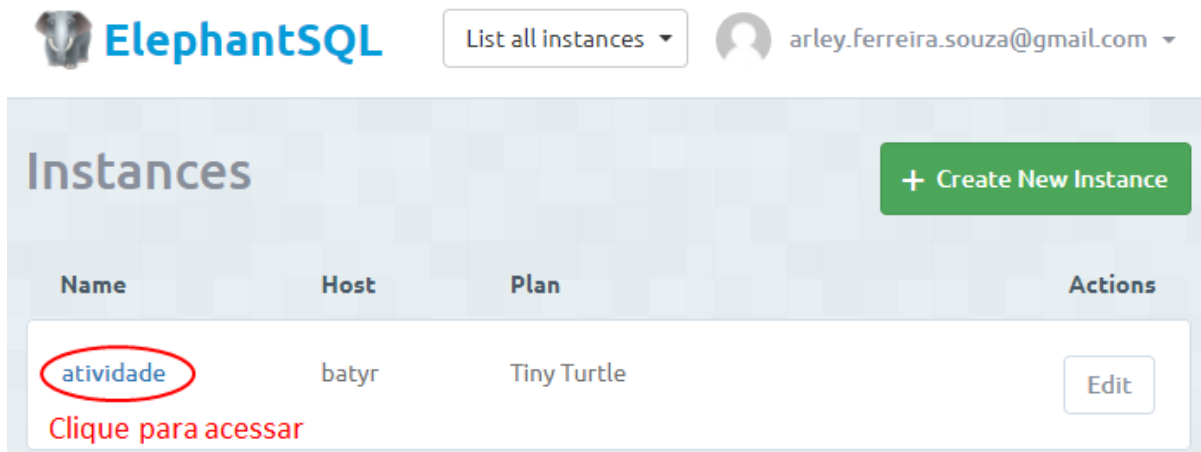 ElephantSQL List all instances arley.ferreira.souza@gmail.com
Instances
+ Create New Instance
Name Host Plan Actions
atividade batyr Tiny Turtle Edit
Clique para acessar